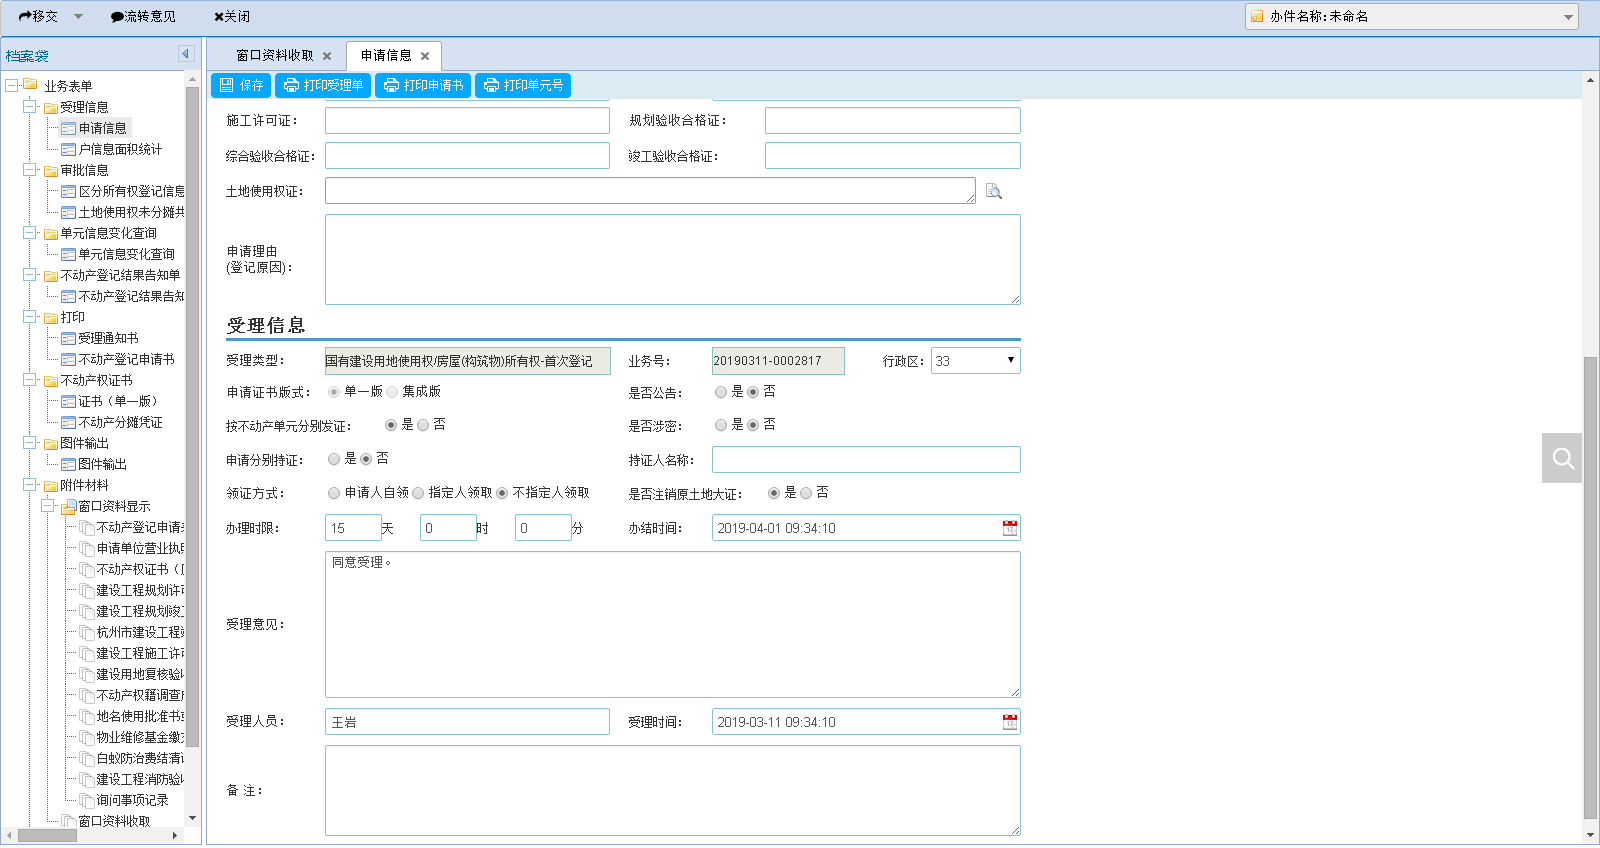 移交 流转意见 关闭 办件名称:未命名
档案袋
业务表单
受理信息
申请信息
户信息面积统计
审批信息
区分所有权登记信息
土地使用权未分摊共
单元信息变化查询
单元信息变化查询
不动产登记结果告知单
不动产登记结果告知
打印
受理通知书
不动产登记申请书
不动产权证书
证书（单一版）
不动产分摊凭证
图件输出
图件输出
附件材料
窗口资料显示
不动产登记申请
申请单位营业执
不动产权证书（
建设工程规划许
建设工程规划竣
杭州市建设工程
建设工程施工许
建设用地复核验
不动产权籍调查
地名使用批准书
物业维修基金缴
白蚁防治费结清
建设工程消防验
询问事项记录
窗口资料收取
窗口资料收取 申请信息
保存 打印受理单 打印申请书 打印单元号
施工许可证： 规划验收合格证：
综合验收合格证： 竣工验收合格证：
土地使用权证：
申请理由
(登记原因)：
受理信息
受理类型： 国有建设用地使用权/房屋(构筑物)所有权-首次登记 业务号： 20190311-0002817 行政区： 33
申请证书版式： 单一版 集成版 是否公告： 是 否
按不动产单元分别发证： 是 否 是否涉密： 是 否
申请分别持证： 是 否 持证人名称：
领证方式： 申请人自领 指定人领取 不指定人领取 是否注销原土地大证： 是 否
办理时限： 15 天 0 时 0 分 办结时间： 2019-04-01 09:34:10
同意受理。
受理意见：
受理人员： 王岩 受理时间： 2019-03-11 09:34:10
备 注：